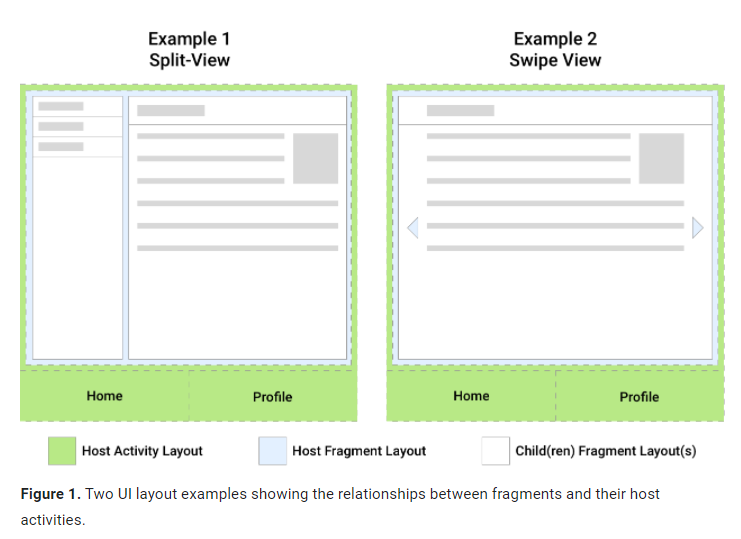 Example 1
Split-View
Example 2
Swipe View
Home
Profile
Home
Profile
Host Activity Layout
Host Fragment Layout
Child(ren) Fragment Layout(s)
Figure 1. Two UI layout examples showing the relationships between fragments and their host
activities.